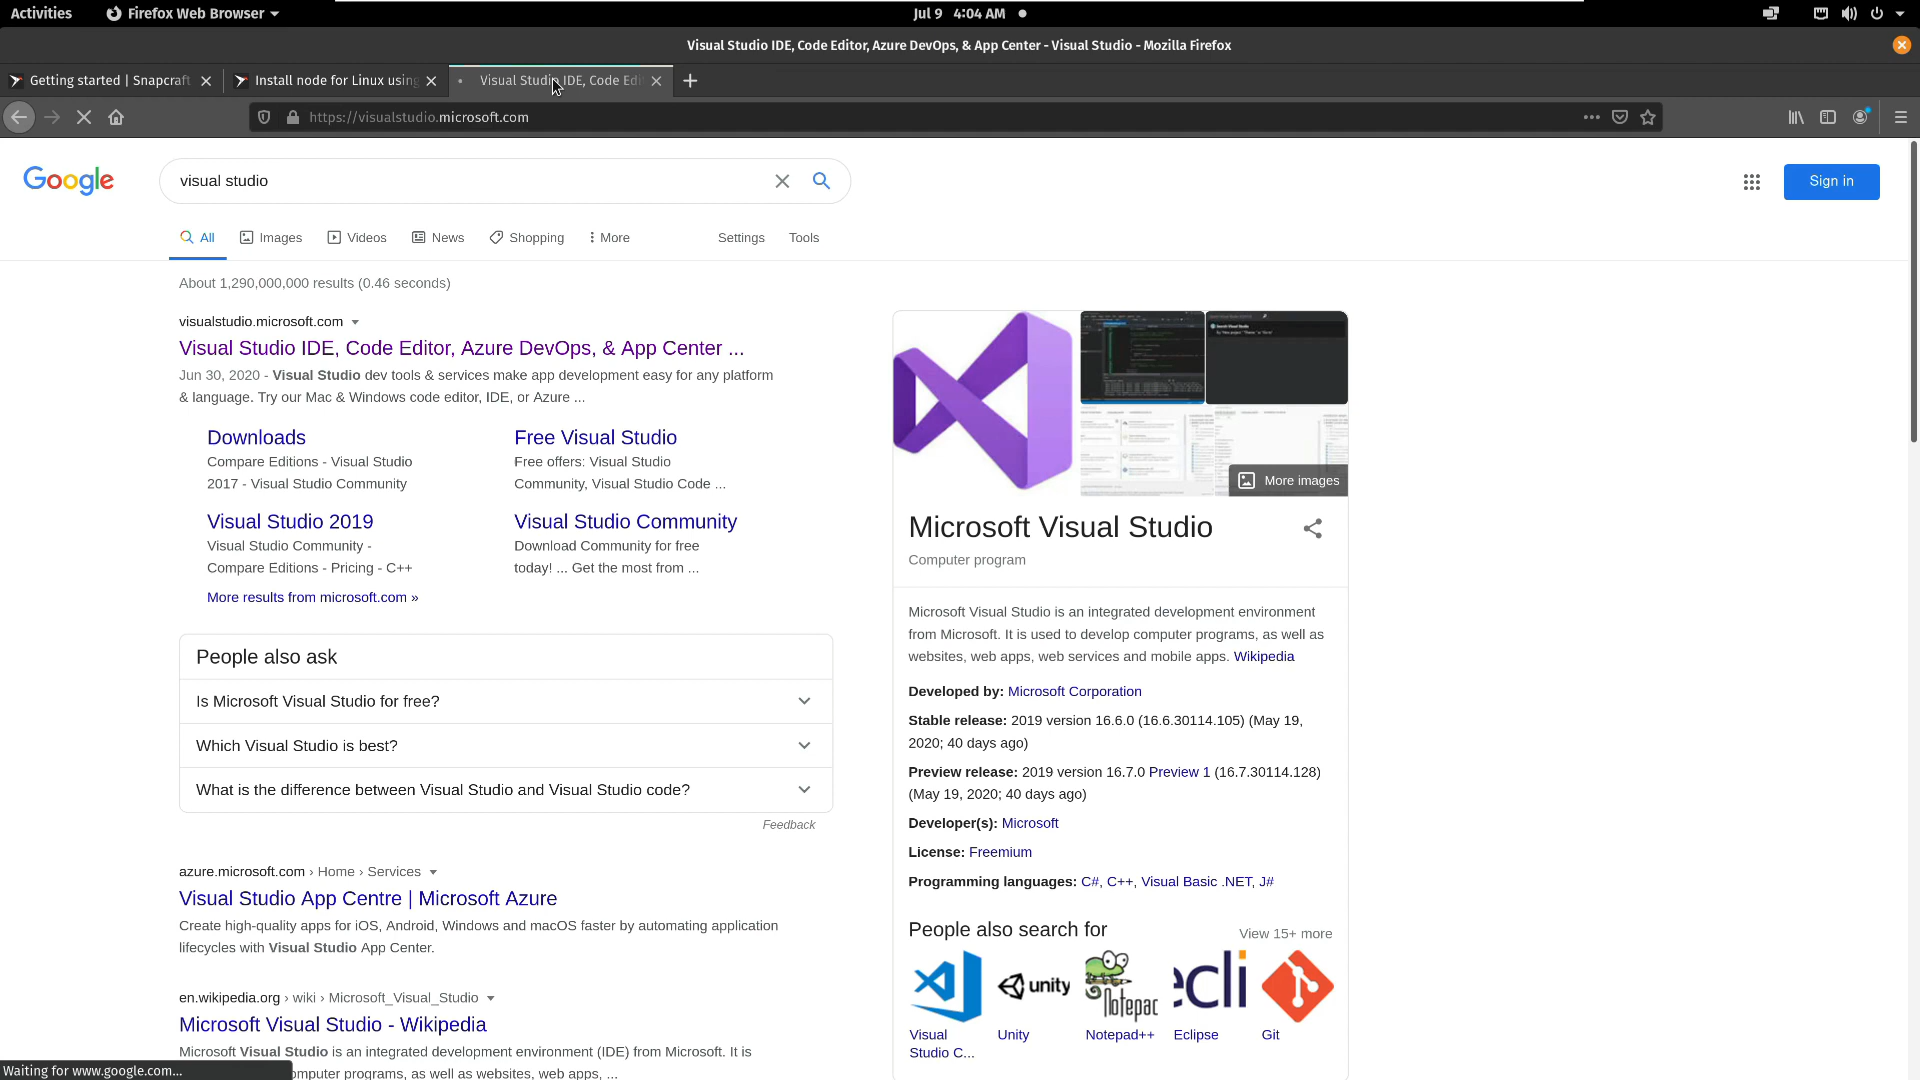 Activities
Firefox Web Browser
Jul 9 4:04 AM
Visual Studio IDE, Code Editor, Azure DevOps, & App Center - Visual Studio - Mozilla Firefox
Getting started | Snapcraft
Install node for Linux using
Visual Studio IDE, Code Edi
https://visualstudio.microsoft.com
Google
visual studio
Sign in
All
Images
Videos
News
Shopping
More
Settings
Tools
About 1,290,000,000 results (0.46 seconds)
visualstudio.microsoft.com
Visual Studio IDE, Code Editor, Azure DevOps, & App Center ...
Jun 30, 2020 - Visual Studio dev tools & services make app development easy for any platform
& language. Try our Mac & Windows code editor, IDE, or Azure ...
Downloads
Compare Editions - Visual Studio
2017 - Visual Studio Community
Free Visual Studio
Free offers: Visual Studio
Community, Visual Studio Code ...
Visual Studio 2019
Visual Studio Community -
Compare Editions - Pricing - C++
Visual Studio Community
Download Community for free
today! ... Get the most from ...
More results from microsoft.com »
People also ask
Is Microsoft Visual Studio for free?
Which Visual Studio is best?
What is the difference between Visual Studio and Visual Studio code?
Feedback
azure.microsoft.com › Home › Services
Visual Studio App Centre | Microsoft Azure
Create high-quality apps for iOS, Android, Windows and macOS faster by automating application
lifecycles with Visual Studio App Center.
en.wikipedia.org › wiki › Microsoft_Visual_Studio
Microsoft Visual Studio - Wikipedia
Microsoft Visual Studio is an integrated development environment (IDE) from Microsoft. It is
omputer programs, as well as websites, web apps, ...
Waiting for www.google.com...
More images
Microsoft Visual Studio
Computer program
Microsoft Visual Studio is an integrated development environment
from Microsoft. It is used to develop computer programs, as well as
websites, web apps, web services and mobile apps. Wikipedia
Developed by: Microsoft Corporation
Stable release: 2019 version 16.6.0 (16.6.30114.105) (May 19,
2020; 40 days ago)
Preview release: 2019 version 16.7.0 Preview 1 (16.7.30114.128)
(May 19, 2020; 40 days ago)
Developer(s): Microsoft
License: Freemium
Programming languages: C#, C++, Visual Basic .NET, J#
People also search for
View 15+ more
unity
Notepad
ecli
Visual
Studio C...
Unity
Notepad++
Eclipse
Git